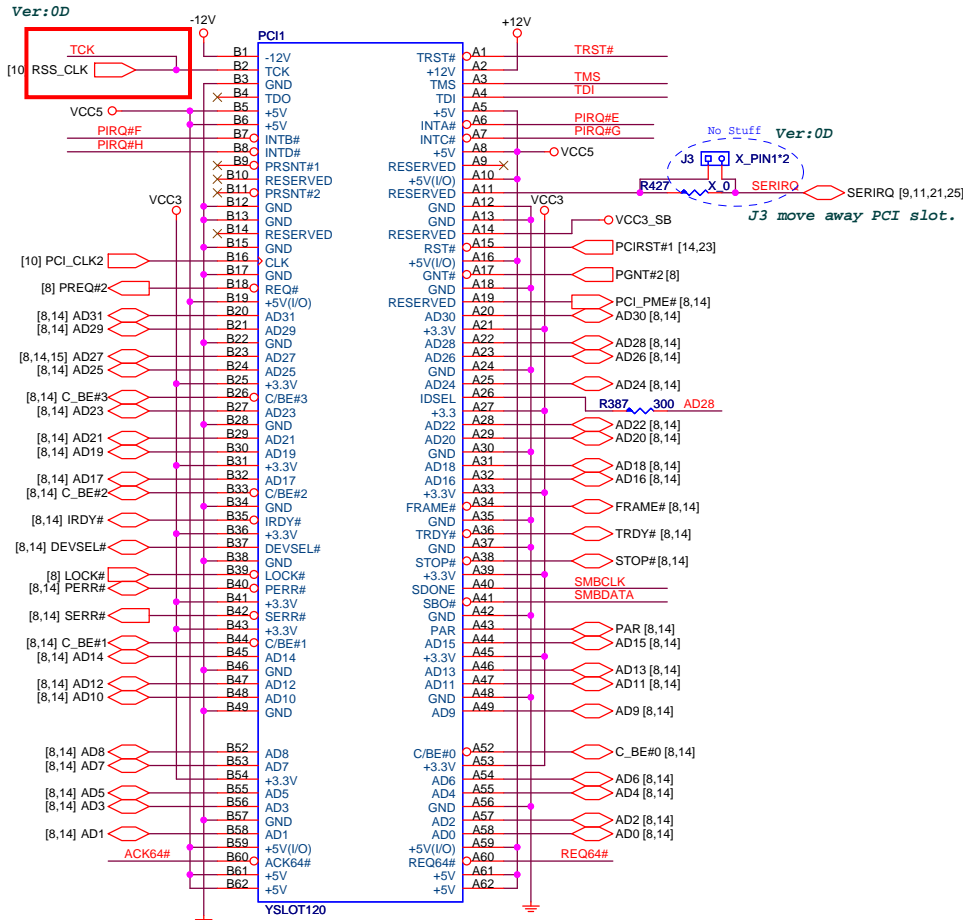 Ver:0D
-12V
+12V
PCI1
TCK
[10] RSS_CLK
B1 -12V TRST# A1 TRST#
B2 TCK +12V A2
B3 GND TMS A3 TMS
B4 TDO TDI A4 TDI
VCC5 B5 +5V +5V A5
B6 +5V INTA# A6 PIRQ#E
PIRQ#F B7 INTB# INTC# A7 PIRQ#G
PIRQ#H B8 INTD# +5V A8 VCC5
B9 PRSNT#1 RESERVED A9
B10 RESERVED +5V(I/O) A10
B11 PRSNT#2 RESERVED A11
No Stuff Ver:0D
J3 X_PIN1*2
R427 X_0 SERIRQ SERIRQ [9,11,21,25]
J3 move away PCI slot.
VCC3 VCC3
B12 GND GND A12
B13 GND GND A13
B14 RESERVED RESERVED A14 VCC3_SB
B15 GND RST# A15 PCIRST#1 [14,23]
[10] PCI_CLK2 B16 CLK +5V(I/O) A16
B17 GND GNT# A17 PGNT#2 [8]
[8] PREQ#2 B18 REQ# GND A18
B19 +5V(I/O) RESERVED A19 PCI_PME# [8,14]
[8,14] AD31 B20 AD31 AD30 A20 AD30 [8,14]
[8,14] AD29 B21 AD29 +3.3V A21
B22 GND AD28 A22 AD28 [8,14]
[8,14,15] AD27 B23 AD27 AD26 A23 AD26 [8,14]
[8,14] AD25 B24 AD25 GND A24
B25 +3.3V AD24 A25 AD24 [8,14]
[8,14] C_BE#3 B26 C/BE#3 IDSEL A26 R387 300 AD28
[8,14] AD23 B27 AD23 +3.3 A27
B28 GND AD22 A28 AD22 [8,14]
[8,14] AD21 B29 AD21 AD20 A29 AD20 [8,14]
[8,14] AD19 B30 AD19 GND A30
B31 +3.3V AD18 A31 AD18 [8,14]
[8,14] AD17 B32 AD17 AD16 A32 AD16 [8,14]
[8,14] C_BE#2 B33 C/BE#2 +3.3V A33
B34 GND FRAME# A34 FRAME# [8,14]
[8,14] IRDY# B35 IRDY# GND A35
B36 +3.3V TRDY# A36 TRDY# [8,14]
[8,14] DEVSEL# B37 DEVSEL# GND A37
B38 GND STOP# A38 STOP# [8,14]
[8] LOCK# B39 LOCK# +3.3V A39
[8,14] PERR# B40 PERR# SDONE A40 SMBCLK
B41 +3.3V SBO# A41 SMBDATA
[8,14] SERR# B42 SERR# GND A42
B43 +3.3V PAR A43 PAR [8,14]
[8,14] C_BE#1 B44 C/BE#1 AD15 A44 AD15 [8,14]
[8,14] AD14 B45 AD14 +3.3V A45
B46 GND AD13 A46 AD13 [8,14]
[8,14] AD12 B47 AD12 AD11 A47 AD11 [8,14]
[8,14] AD10 B48 AD10 GND A48
B49 GND AD9 A49 AD9 [8,14]
[8,14] AD8 B52 AD8 C/BE#0 A52 C_BE#0 [8,14]
[8,14] AD7 B53 AD7 +3.3V A53
B54 +3.3V AD6 A54 AD6 [8,14]
[8,14] AD5 B55 AD5 AD4 A55 AD4 [8,14]
[8,14] AD3 B56 AD3 GND A56
B57 GND AD2 A57 AD2 [8,14]
[8,14] AD1 B58 AD1 AD0 A58 AD0 [8,14]
B59 +5V(I/O) +5V(I/O) A59
ACK64# B60 ACK64# REQ64# A60 REQ64#
B61 +5V +5V A61
B62 +5V +5V A62
YSLOT120